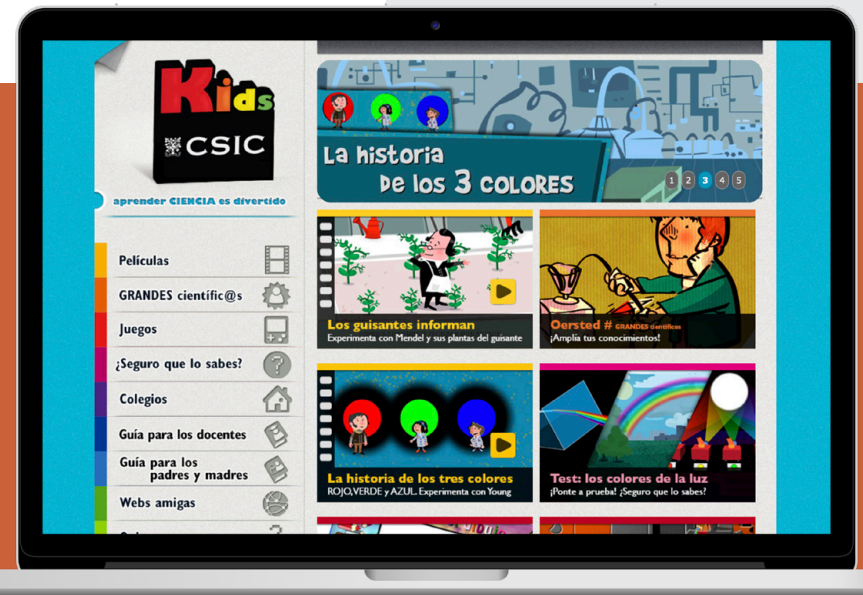 Kids
CSIC
aprender CIENCIA es divertido
Películas
GRANDES científic@s
Juegos
¿Seguro que lo sabes?
Colegios
Guía para los docentes
Guía para los
padres y madres
Webs amigas
La historia
De los 3 COLORES
1 2 3 4 5
Los guisantes informan
Experimenta con Mendel y sus plantas del guisante
Oersted # GRANDES científicos
¡Amplía tus conocimientos!
La historia de los tres colores
ROJO,VERDE y AZUL. Experimenta con Young
Test: los colores de la luz
¡Ponte a prueba! ¿Seguro que lo sabes?